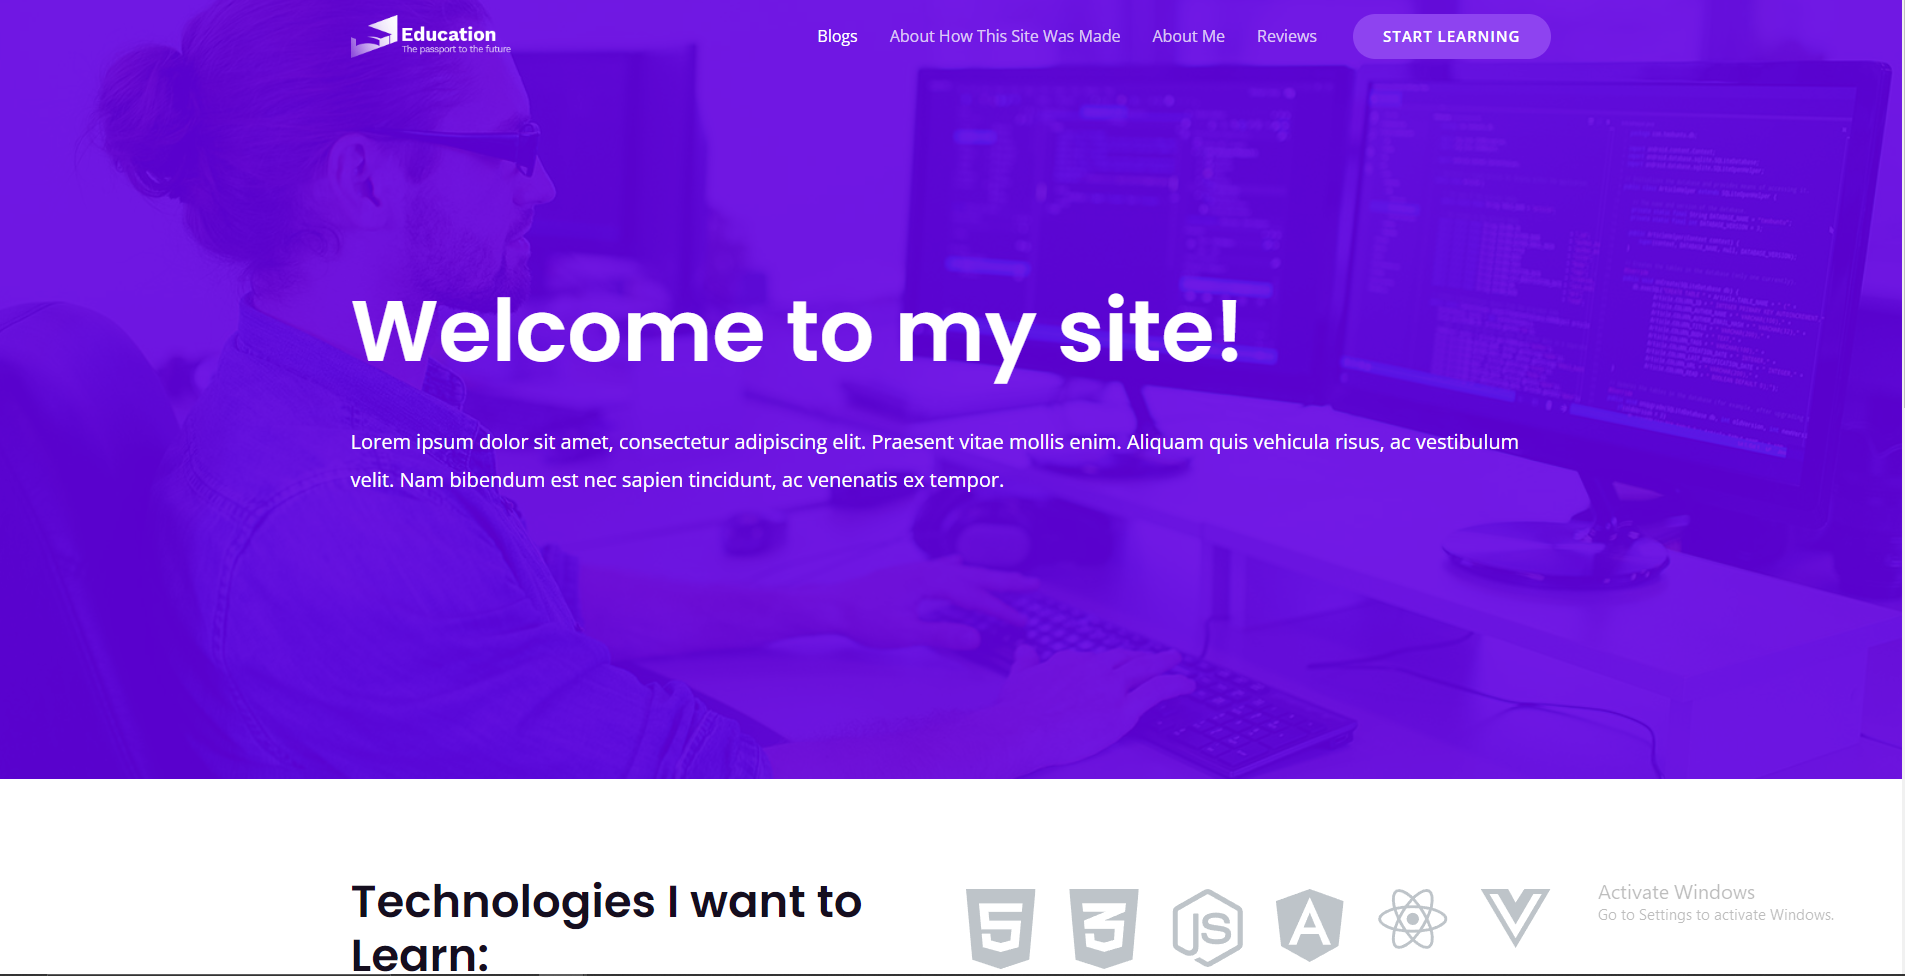 Education
The passport to the future
Blogs
About How This Site Was Made
About Me
Reviews
START LEARNING
Welcome to my site!
Lorem ipsum dolor sit amet, consectetur adipiscing elit. Praesent vitae mollis enim. Aliquam quis vehicula risus, ac vestibulum
velit. Nam bibendum est nec sapien tincidunt, ac venenatis ex tempor.
Technologies I want to
Learn:
5
3
JS
A
Activate Windows
Go to Settings to activate Windows.